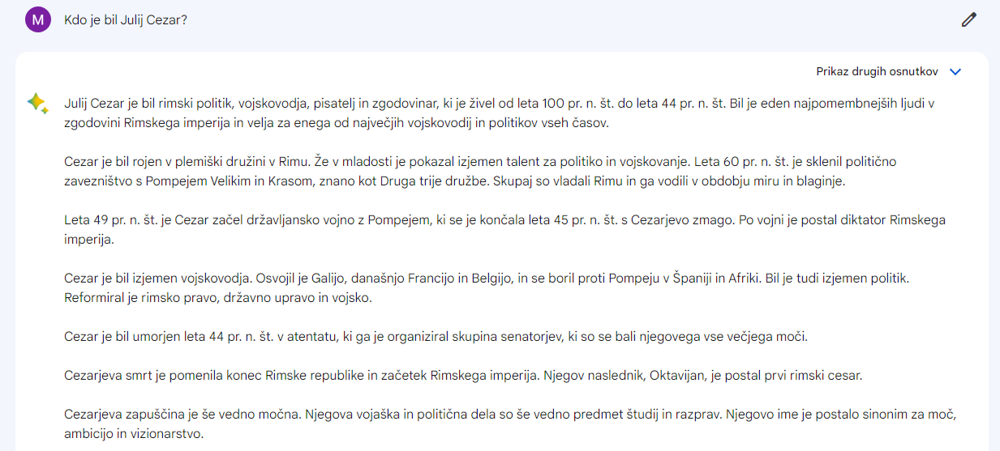 M
Kdo je bil Julij Cezar?
Prikaz drugih osnutkov
Julij Cezar je bil rimski politik, vojskovodja, pisatelj in zgodovinar, ki je živel od leta 100 pr. n. št. do leta 44 pr. n. št. Bil je eden najpomembnejših ljudi v
zgodovini Rimskega imperija in velja za enega od največjih vojskovodij in politikov vseh časov.
Cezar je bil rojen v plemiški družini v Rimu. Že v mladosti je pokazal izjemen talent za politiko in vojskovanje. Leta 60 pr. n. št. je sklenil politično
zavezništvo s Pompejem Velikim in Krasom, znano kot Druga trije družbe. Skupaj so vladali Rimu in ga vodili v obdobju miru in blaginje.
Leta 49 pr. n. št. je Cezar začel državljansko vojno z Pompejem, ki se je končala leta 45 pr. n. št. s Cezarjevo zmago. Po vojni je postal diktator Rimskega
imperija.
Cezar je bil izjemen vojskovodja. Osvojil je Galijo, današnjo Francijo in Belgijo, in se boril proti Pompeju v Španiji in Afriki. Bil je tudi izjemen politik.
Reformiral je rimsko pravo, državno upravo in vojsko.
Cezar je bil umorjen leta 44 pr. n. št. v atentatu, ki ga je organiziral skupina senatorjev, ki so se bali njegovega vse večjega moči.
Cezarjeva smrt je pomenila konec Rimske republike in začetek Rimskega imperija. Njegov naslednik, Oktavijan, je postal prvi rimski cesar.
Cezarjeva zapuščina je še vedno močna. Njegova vojaška in politična dela so še vedno predmet študij in razprav. Njegovo ime je postalo sinonim za moč,
ambicijo in vizionarstvo.